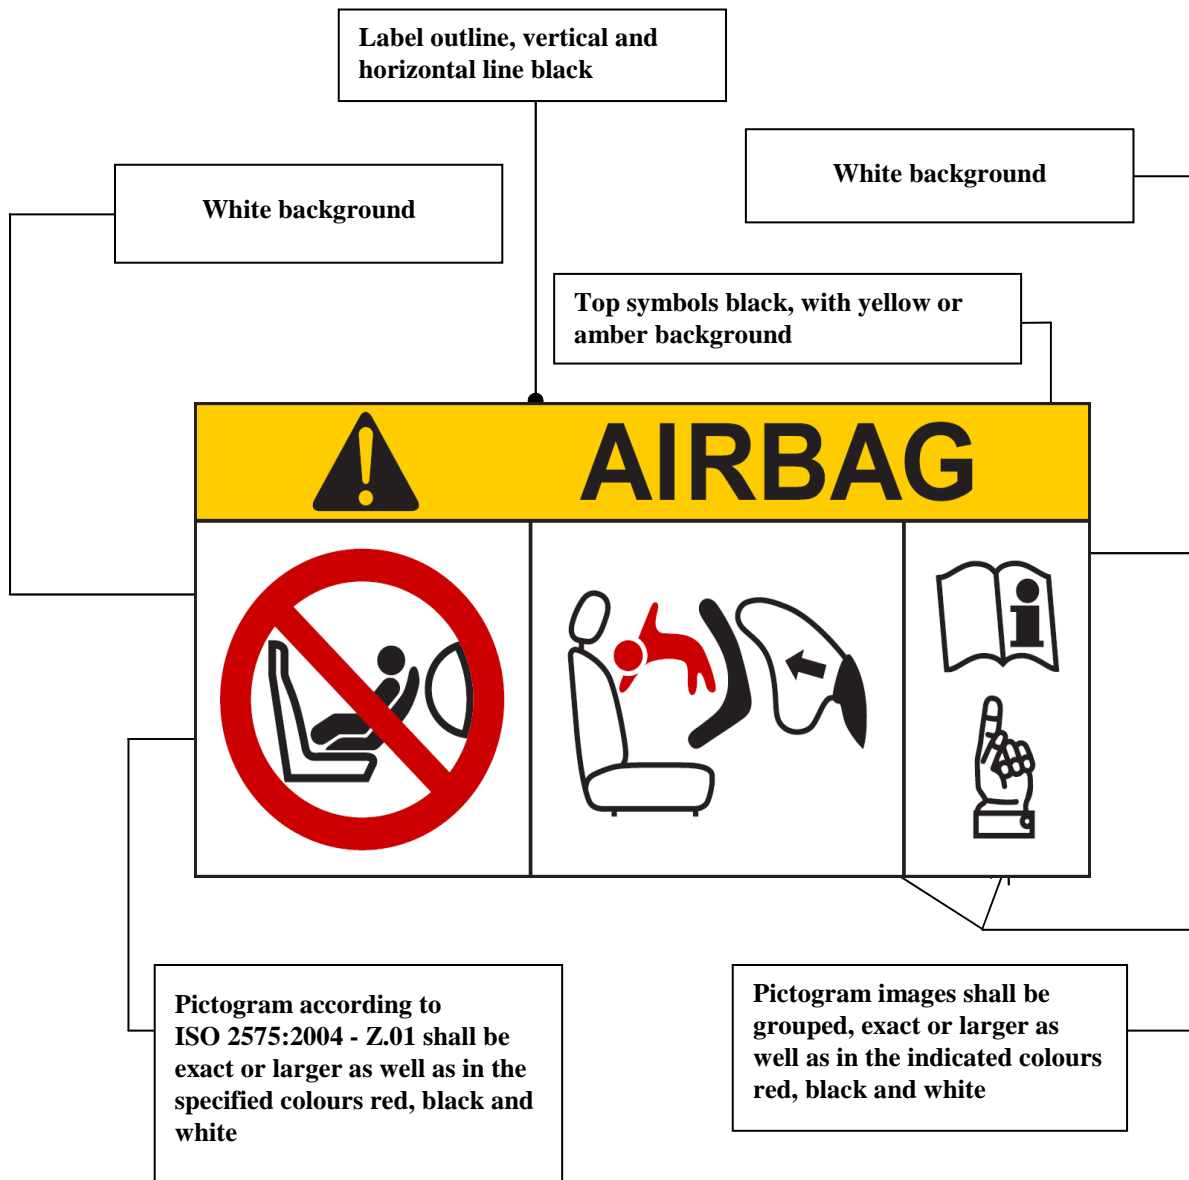 Label outline, vertical and
horizontal line black
White background
White background
Top symbols black, with yellow or
amber background
AIRBAG
Pictogram according to
ISO 2575:2004 - Z.01 shall be
exact or larger as well as in the
specified colours red, black and
white
Pictogram images shall be
grouped, exact or larger as
well as in the indicated colours
red, black and white